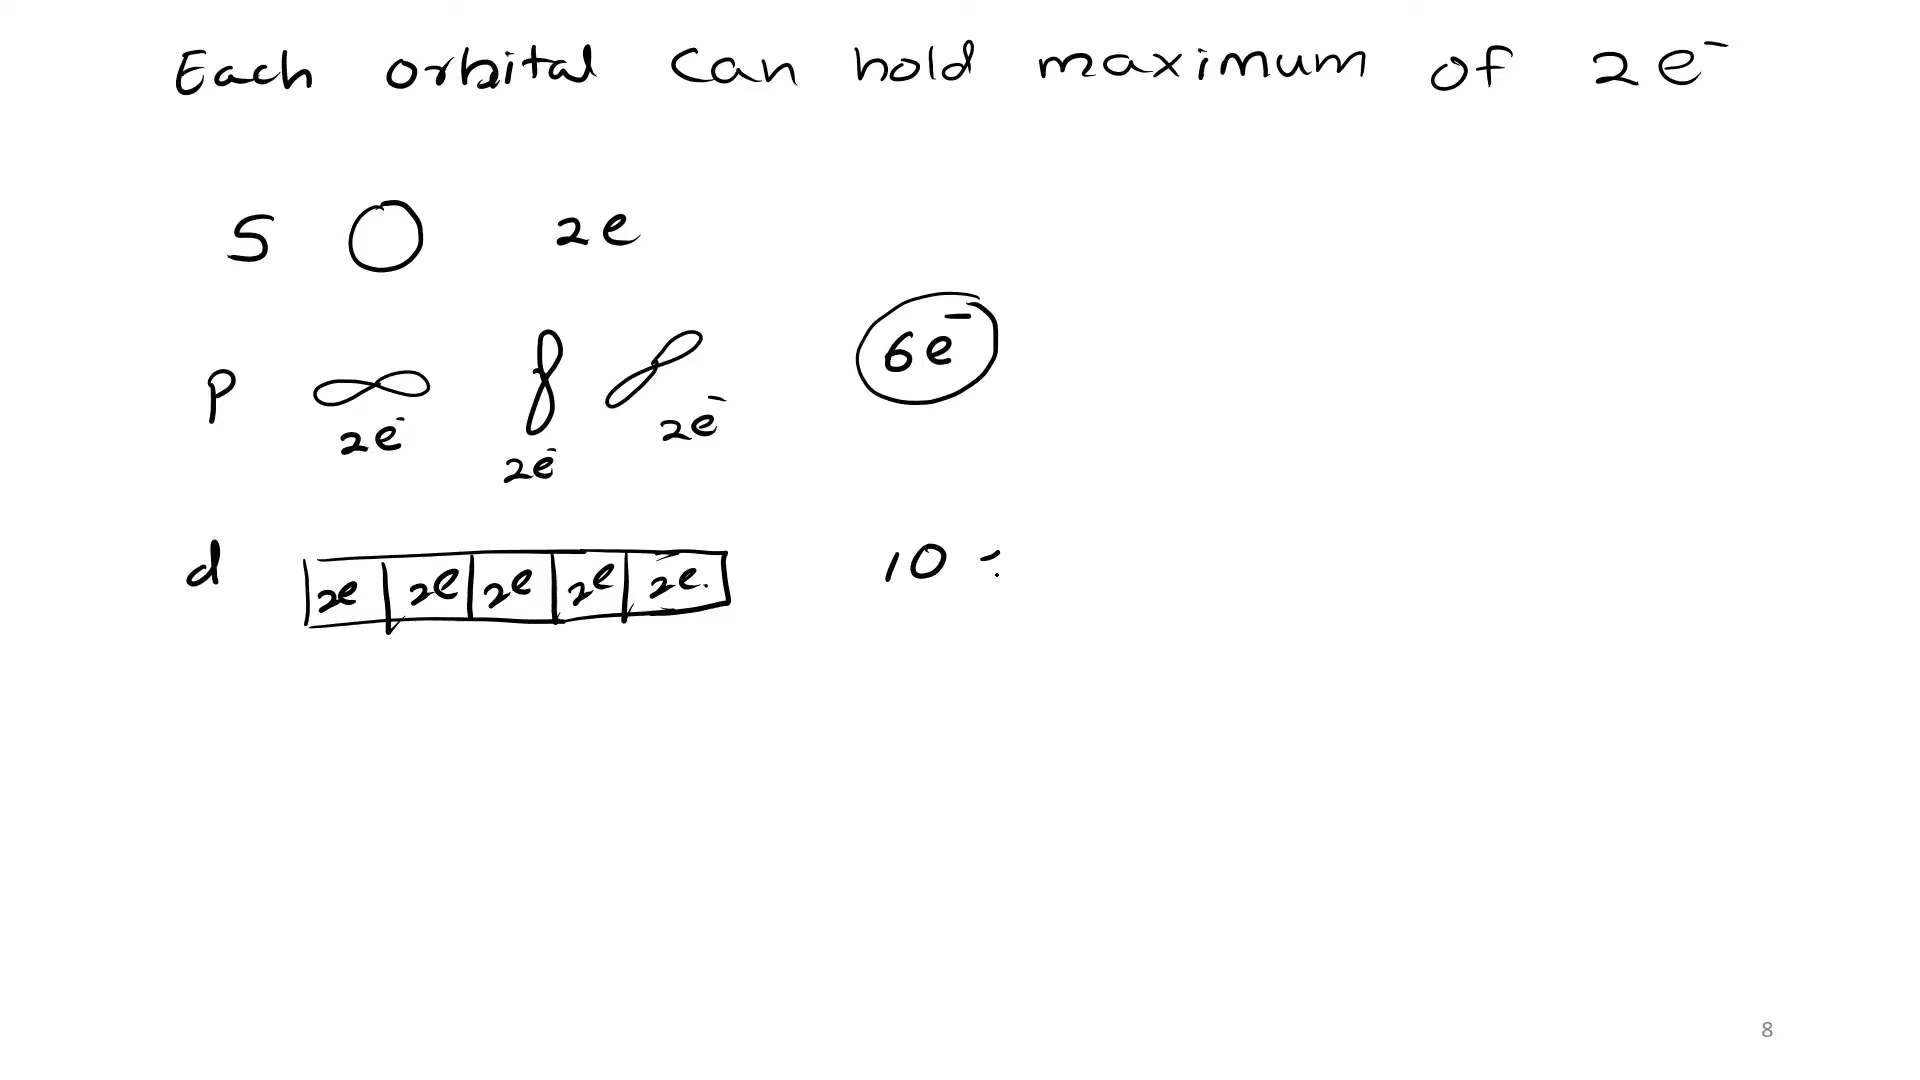 Each orbital can hold maximum of 2e⁻
S 2e
p 2e⁻ 2e⁻ 2e⁻ 6e⁻
d 2e 2e 2e 2e 2e. 10
8